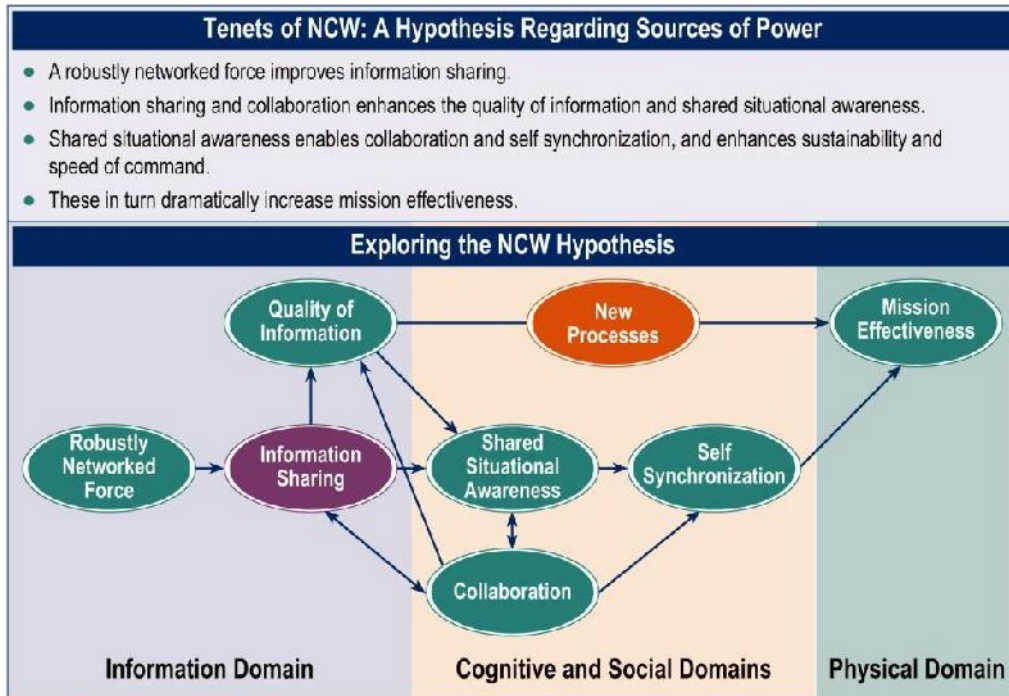 Tenets of NCW: A Hypothesis Regarding Sources of Power
A robustly networked force improves information sharing.
Information sharing and collaboration enhances the quality of information and shared situational awareness.
Shared situational awareness enables collaboration and self synchronization, and enhances sustainability and
speed of command.
These in turn dramatically increase mission effectiveness.
Exploring the NCW Hypothesis
Quality of
Information
New
Processes
Mission
Effectiveness
Robustly
Networked
Force
Information
Sharing
Shared
Situational
Awareness
Self
Synchronization
Collaboration
Information Domain
Cognitive and Social Domains
Physical Domain